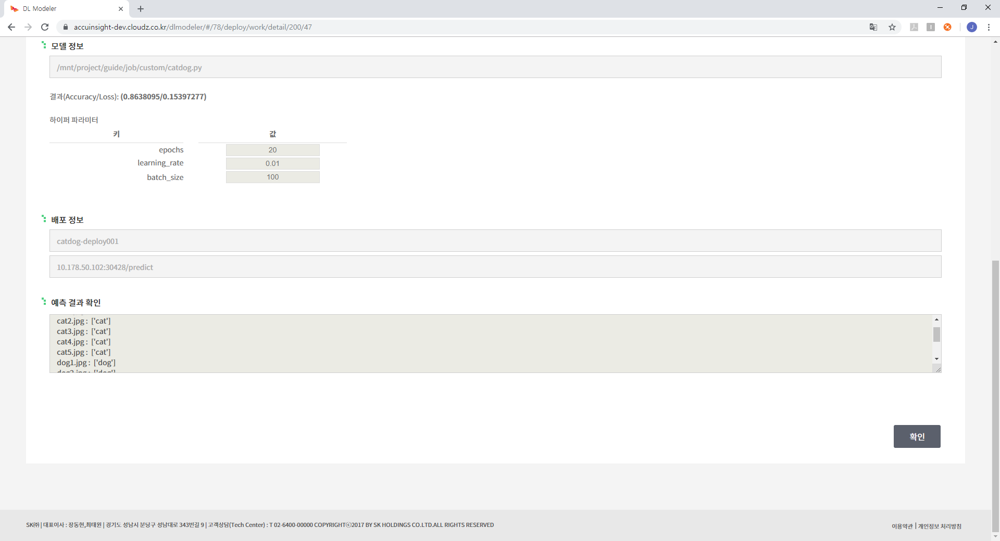 DL Modeler
accuinsight-dev.cloudz.co.kr/dlmodeler/#/78/deploy/work/detail/200/47
J
모델 정보
/mnt/project/guide/job/custom/catdog.py
결과(Accuracy/Loss): (0.8638095/0.15397277)
하이퍼 파라미터
키 값
epochs 20
learning_rate 0.01
batch_size 100
배포 정보
catdog-deploy001
10.178.50.102:30428/predict
예측 결과 확인
cat2.jpg : ['cat']
cat3.jpg : ['cat']
cat4.jpg : ['cat']
cat5.jpg : ['cat']
dog1.jpg : ['dog']
dog2.jpg : ['dog']
확인
SK㈜ | 대표이사 : 장동현,최태원 | 경기도 성남시 분당구 성남대로 343번길 9 | 고객상담(Tech Center) : T 02-6400-00000 COPYRIGHTⓒ2017 BY SK HOLDINGS CO.LTD.ALL RIGHTS RESERVED
이용약관 | 개인정보 처리방침